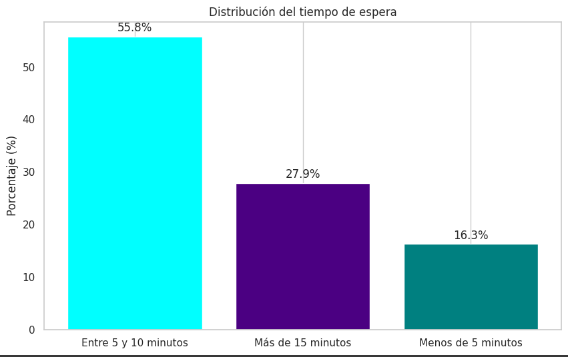 Distribución del tiempo de espera
Porcentaje (%)
50
40
30
20
10
0
55.8%
27.9%
16.3%
Entre 5 y 10 minutos
Más de 15 minutos
Menos de 5 minutos